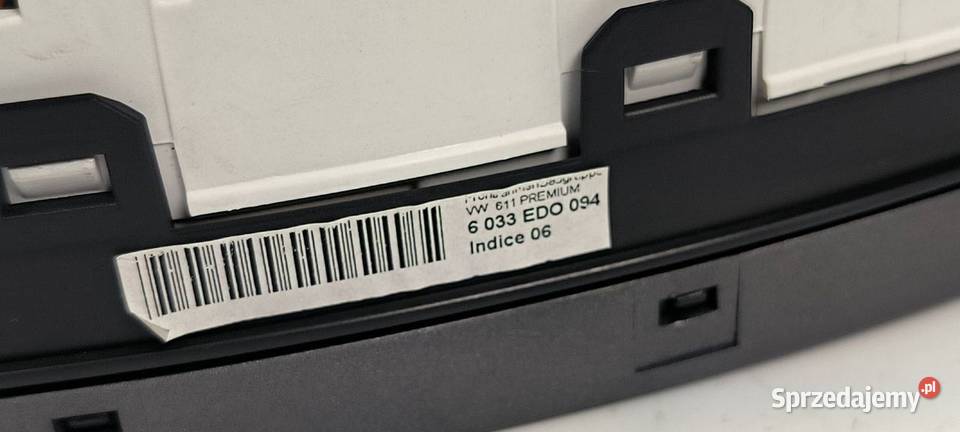 VW 611 PREMIUM
6 033 EDO 094
Indice 06
Sprzedajemy.pl